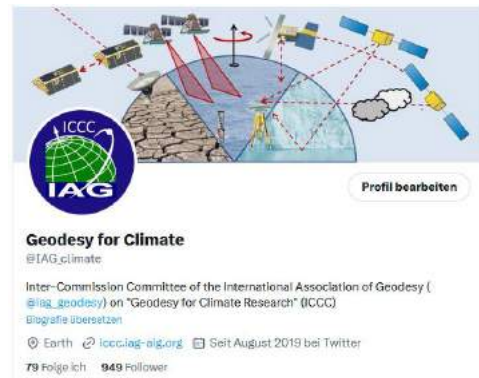 ICCC
IAG
Profil bearbeiten
Geodesy for Climate
@IAG_climate
Inter-Commission Committee of the International Association of Geodesy (
@iag_geodesy) on "Geodesy for Climate Research" (ICCC)
Biografie übersetzen
Earth iccc.iag-aig.org Seit August 2019 bei Twitter
79 Folge ich 949 Follower